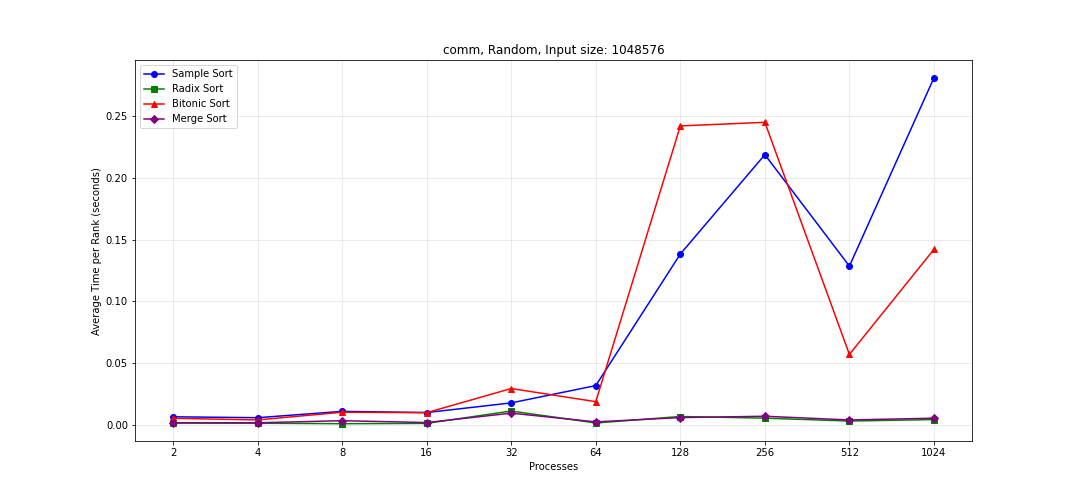 comm, Random, Input size: 1048576
Sample Sort
Radix Sort
Bitonic Sort
Merge Sort
Average Time per Rank (seconds)
0.25
0.20
0.15
0.10
0.05
0.00
2 4 8 16 32 64 128 256 512 1024
Processes